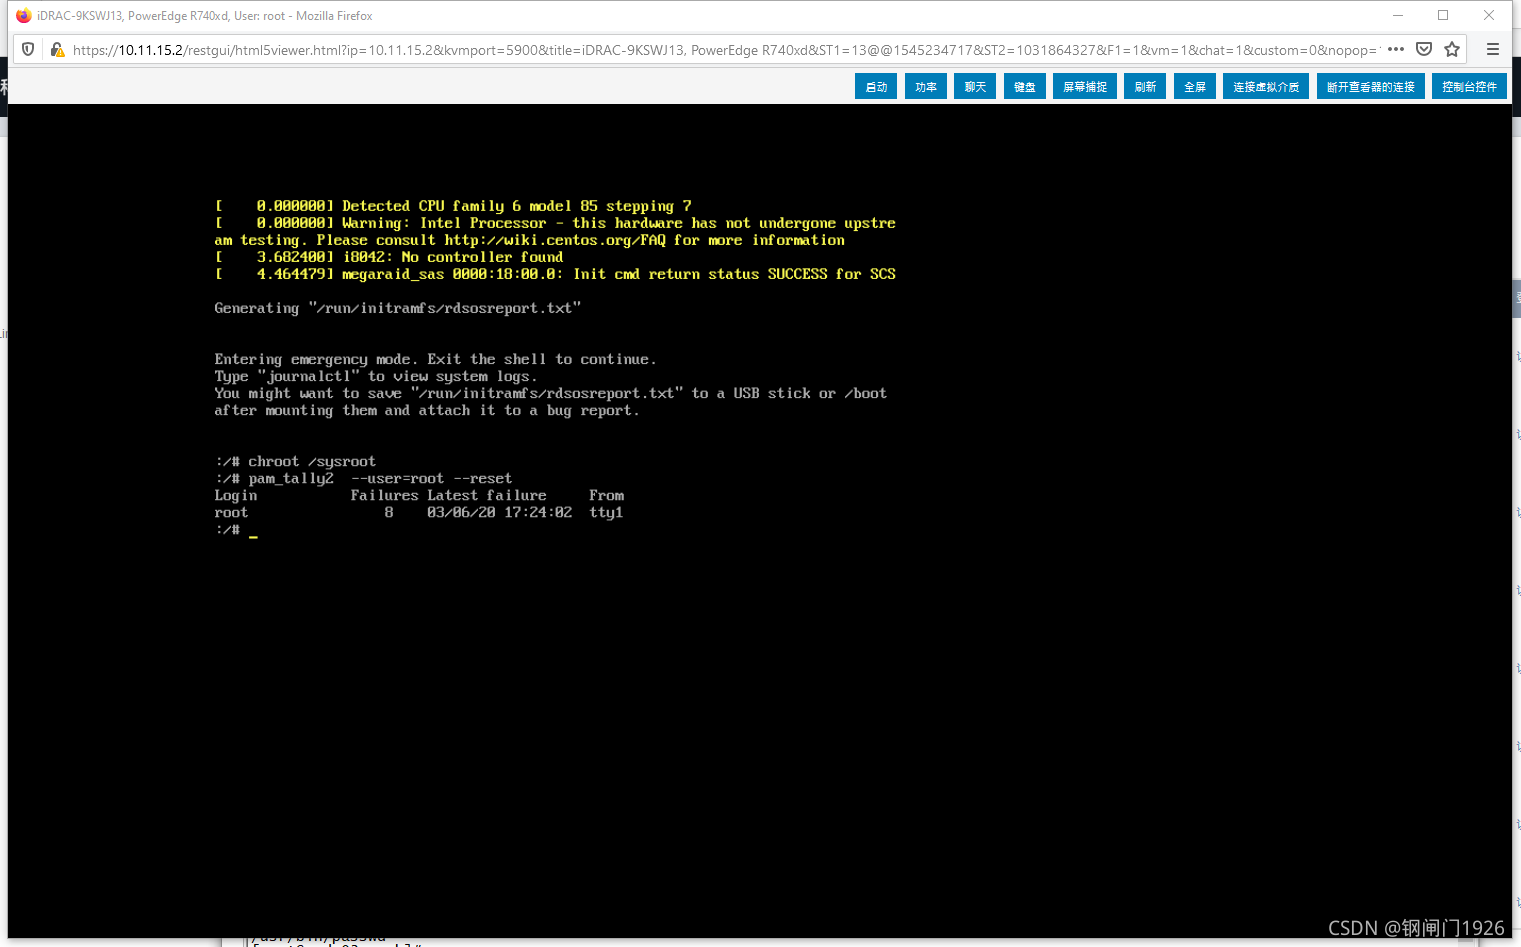 iDRAC-9KSWJ13, PowerEdge R740xd, User: root - Mozilla Firefox
https://10.11.15.2/restgui/html5viewer.html?ip=10.11.15.2&kvmport=5900&title=iDRAC-9KSWJ13, PowerEdge R740xd&ST1=13@@1545234717&ST2=1031864327&F1=1&vm=1&chat=1&custom=0&nopop=
启动 功率 聊天 键盘 屏幕捕捉 刷新 全屏 连接虚拟介质 断开查看器的连接 控制台控件
[    0.000000] Detected CPU family 6 model 85 stepping 7
[    0.000000] Warning: Intel Processor - this hardware has not undergone upstre
am testing. Please consult http://wiki.centos.org/FAQ for more information
[    3.682400] i8042: No controller found
[    4.464479] megaraid_sas 0000:18:00.0: Init cmd return status SUCCESS for SCS
Generating "/run/initramfs/rdsosreport.txt"
Entering emergency mode. Exit the shell to continue.
Type "journalctl" to view system logs.
You might want to save "/run/initramfs/rdsosreport.txt" to a USB stick or /boot
after mounting them and attach it to a bug report.
:/# chroot /sysroot
:/# pam_tally2  --user=root --reset
Login           Failures Latest failure     From
root                8    03/06/20 17:24:02  tty1
:/# _
CSDN @钢闸门1926